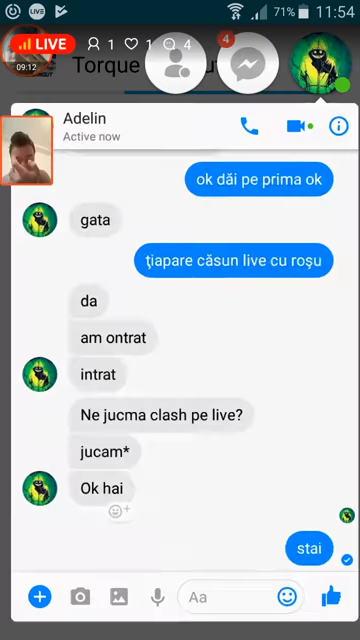 LIVE
71% 11:54
LIVE 1 1 4
09:12
Torque
4
Adelin
Active now
ok dăi pe prima ok
gata
ţiapare căsun live cu roşu
da
am ontrat
intrat
Ne jucma clash pe live?
jucam*
Ok hai
stai
Aa